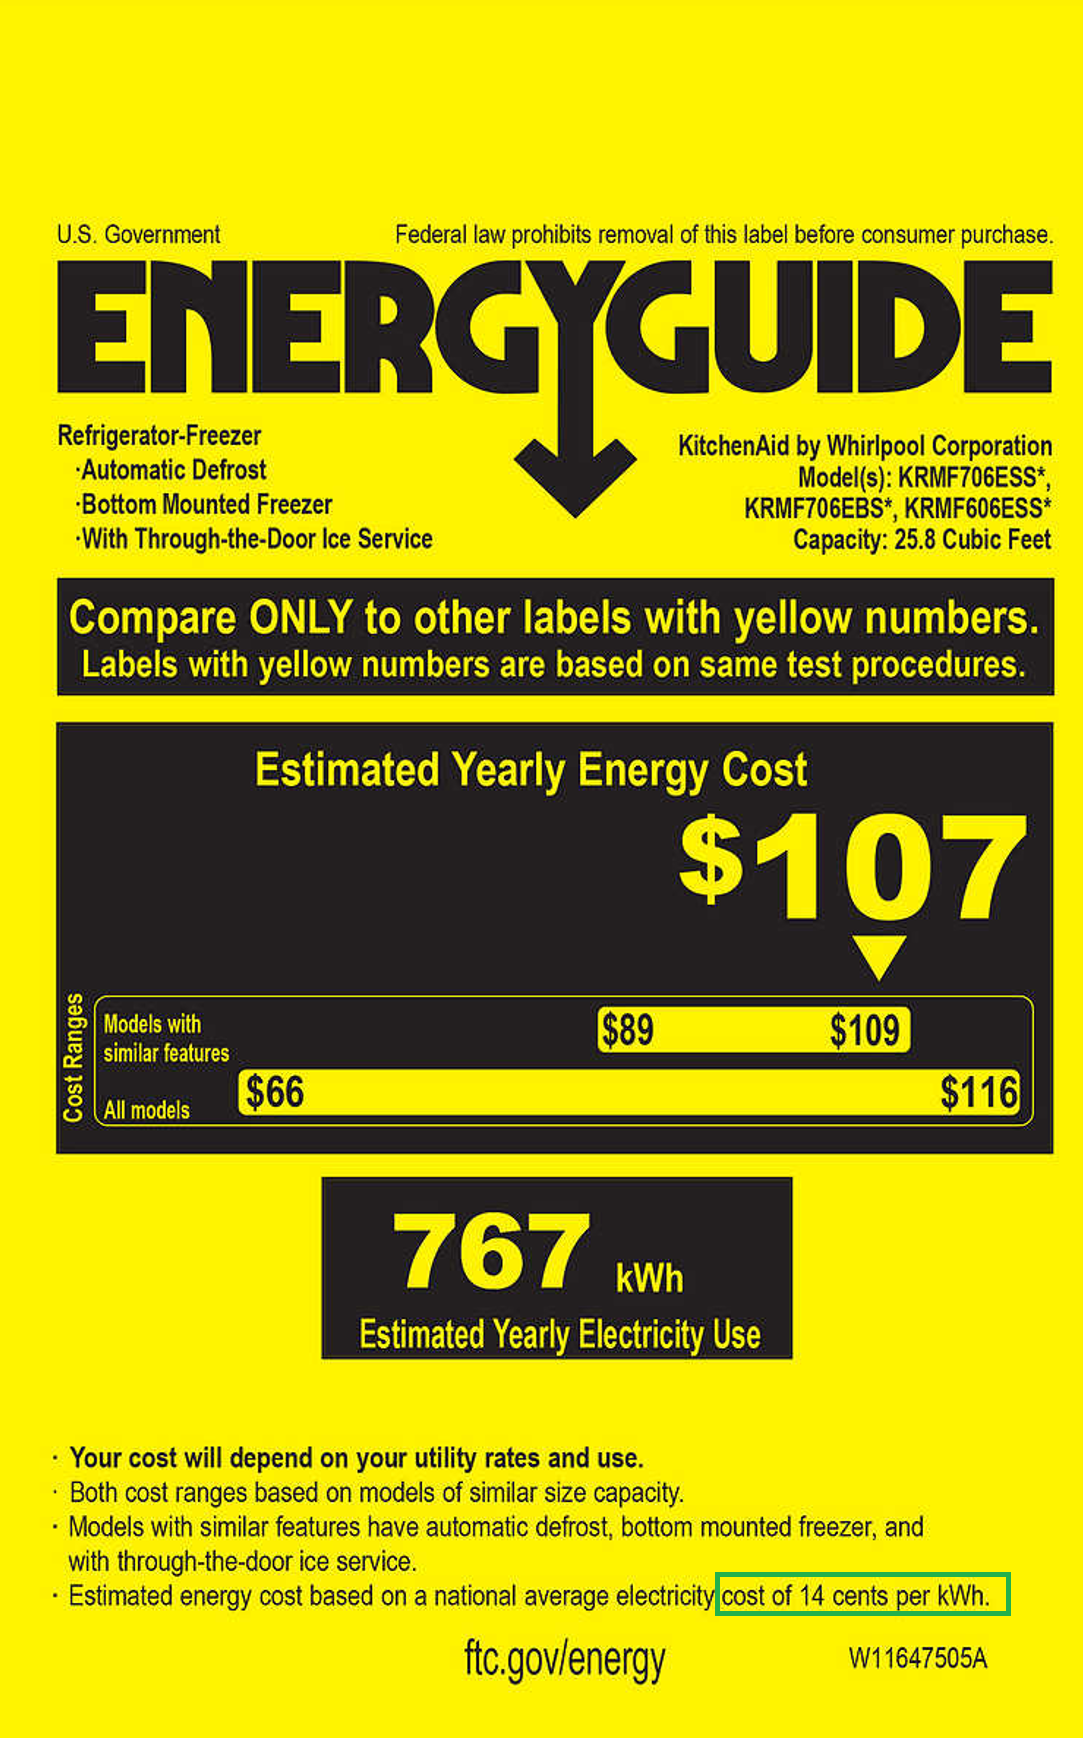 U.S. Government
Federal law prohibits removal of this label before consumer purchase.
ENERGYGUIDE
Refrigerator-Freezer
·Automatic Defrost
·Bottom Mounted Freezer
·With Through-the-Door Ice Service
KitchenAid by Whirlpool Corporation
Model(s): KRMF706ESS*,
KRMF706EBS*, KRMF606ESS*
Capacity: 25.8 Cubic Feet
Compare ONLY to other labels with yellow numbers.
Labels with yellow numbers are based on same test procedures.
Estimated Yearly Energy Cost
$107
Cost Ranges
Models with
similar features
$89 $109
All models
$66 $116
767 kWh
Estimated Yearly Electricity Use
· Your cost will depend on your utility rates and use.
· Both cost ranges based on models of similar size capacity.
· Models with similar features have automatic defrost, bottom mounted freezer, and
with through-the-door ice service.
· Estimated energy cost based on a national average electricity cost of 14 cents per kWh.
ftc.gov/energy
W11647505A